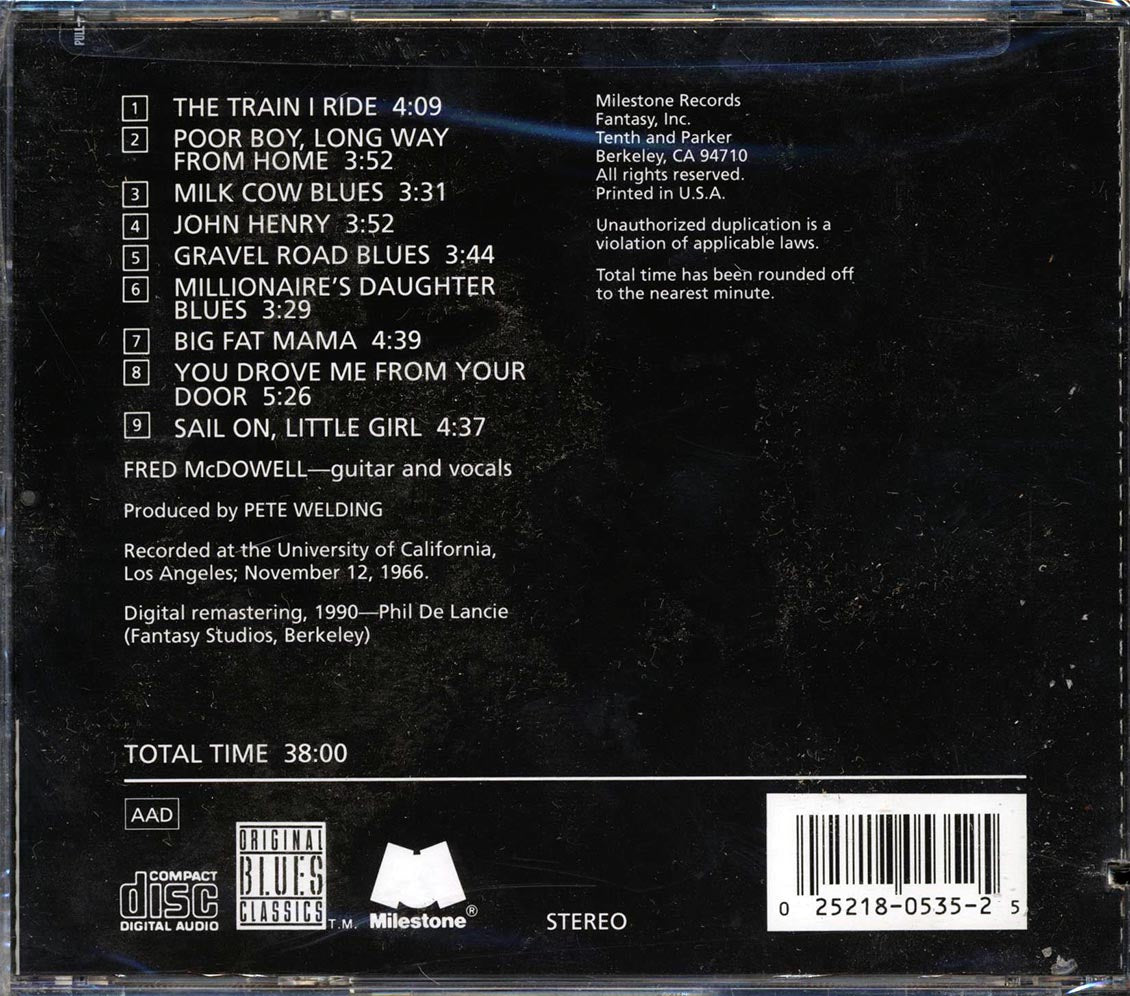 PULL
1 THE TRAIN I RIDE 4:09
2 POOR BOY, LONG WAY
FROM HOME 3:52
3 MILK COW BLUES 3:31
4 JOHN HENRY 3:52
5 GRAVEL ROAD BLUES 3:44
6 MILLIONAIRE'S DAUGHTER
BLUES 3:29
7 BIG FAT MAMA 4:39
8 YOU DROVE ME FROM YOUR
DOOR 5:26
9 SAIL ON, LITTLE GIRL 4:37
FRED McDOWELL—guitar and vocals
Produced by PETE WELDING
Recorded at the University of California,
Los Angeles; November 12, 1966.
Digital remastering, 1990—Phil De Lancie
(Fantasy Studios, Berkeley)
Milestone Records
Fantasy, Inc.
Tenth and Parker
Berkeley, CA 94710
All rights reserved.
Printed in U.S.A.
Unauthorized duplication is a
violation of applicable laws.
Total time has been rounded off
to the nearest minute.
TOTAL TIME 38:00
AAD
COMPACT
disc
DIGITAL AUDIO
ORIGINAL
BLUES
CLASSICS T.M.
Milestone®
STEREO
0 25218-0535-2 5